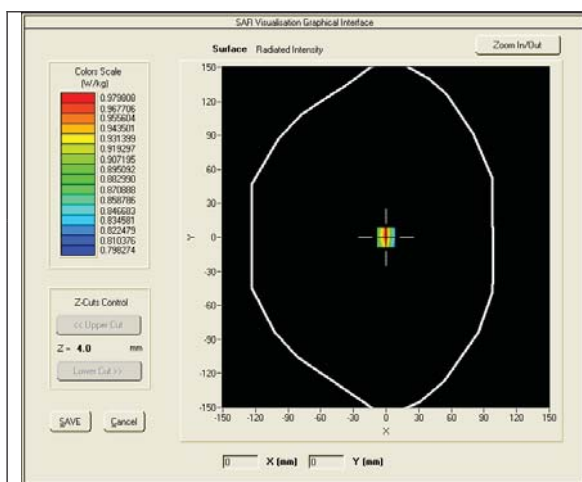 SAR Visualisation Graphical Interface
Surface Radiated Intensity
Zoom In/Out
Colors Scale
(W/kg)
0.979808
0.967706
0.955604
0.943501
0.931399
0.919297
0.907195
0.895092
0.882990
0.870888
0.858786
0.846683
0.834581
0.822479
0.810376
0.798274
Z-Cuts Control
<< Upper Cut
Z = 4.0 mm
Lower Cut >>
SAVE
Cancel
150
120
90
60
30
0
-30
-60
-90
-120
-150
Y
-150 -120 -90 -60 -30 0 30 60 90 120 150
X
0 X (mm) 0 Y (mm)